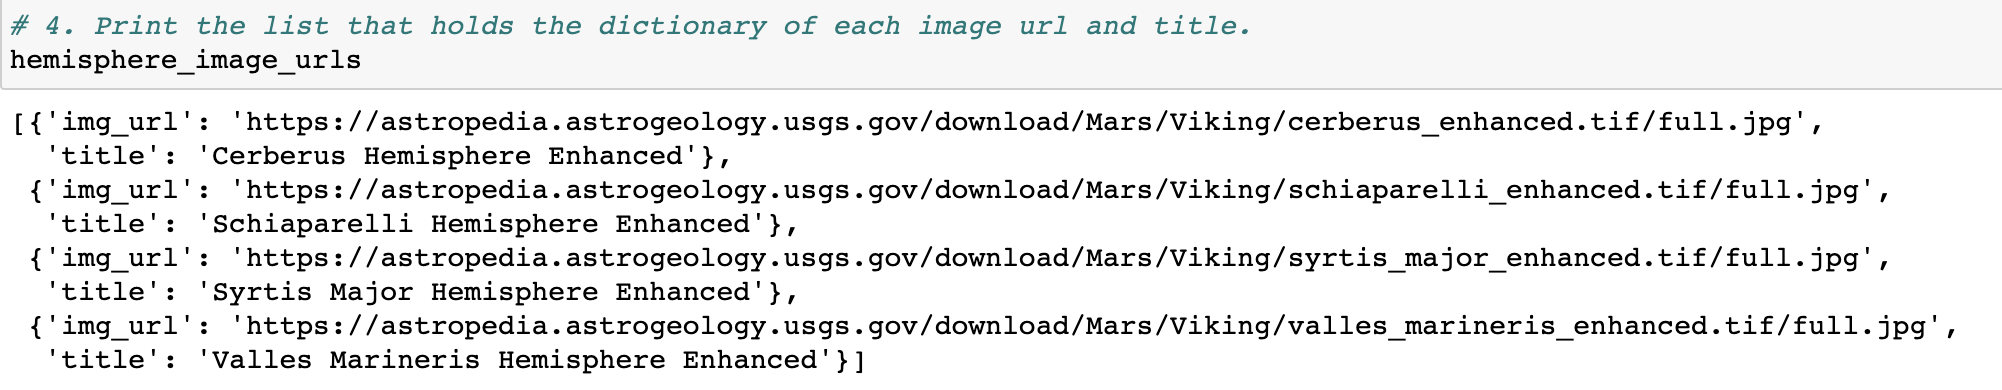 # 4. Print the list that holds the dictionary of each image url and title.
hemisphere_image_urls
[{'img_url': 'https://astropedia.astrogeology.usgs.gov/download/Mars/Viking/cerberus_enhanced.tif/full.jpg',
  'title': 'Cerberus Hemisphere Enhanced'},
 {'img_url': 'https://astropedia.astrogeology.usgs.gov/download/Mars/Viking/schiaparelli_enhanced.tif/full.jpg',
  'title': 'Schiaparelli Hemisphere Enhanced'},
 {'img_url': 'https://astropedia.astrogeology.usgs.gov/download/Mars/Viking/syrtis_major_enhanced.tif/full.jpg',
  'title': 'Syrtis Major Hemisphere Enhanced'},
 {'img_url': 'https://astropedia.astrogeology.usgs.gov/download/Mars/Viking/valles_marineris_enhanced.tif/full.jpg',
  'title': 'Valles Marineris Hemisphere Enhanced'}]